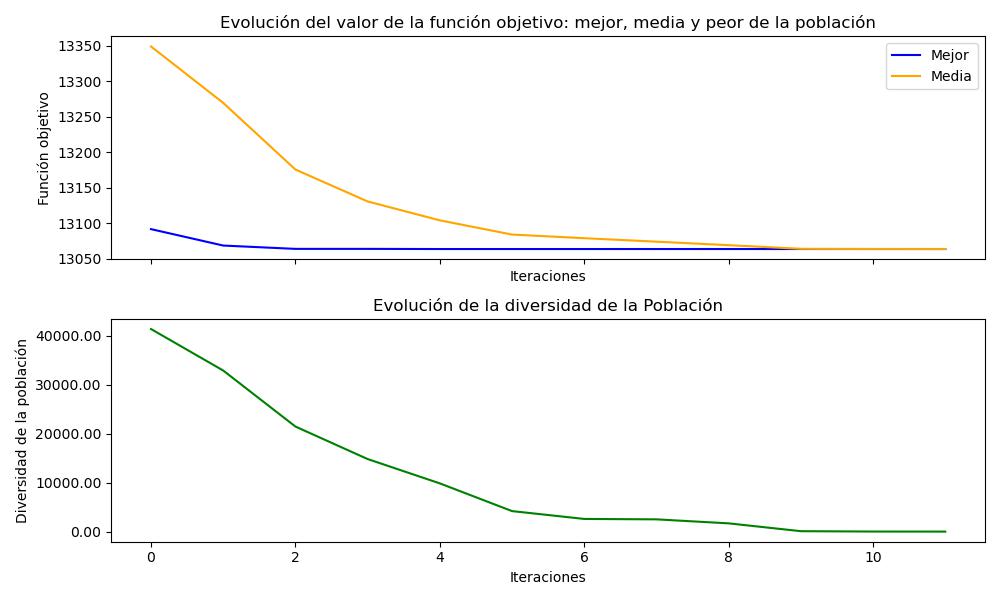 Evolución del valor de la función objetivo: mejor, media y peor de la población
13350
13300
13250
13200
13150
13100
13050
Función objetivo
Mejor
Media
Iteraciones
Evolución de la diversidad de la Población
40000.00
30000.00
20000.00
10000.00
0.00
Diversidad de la población
0 2 4 6 8 10
Iteraciones